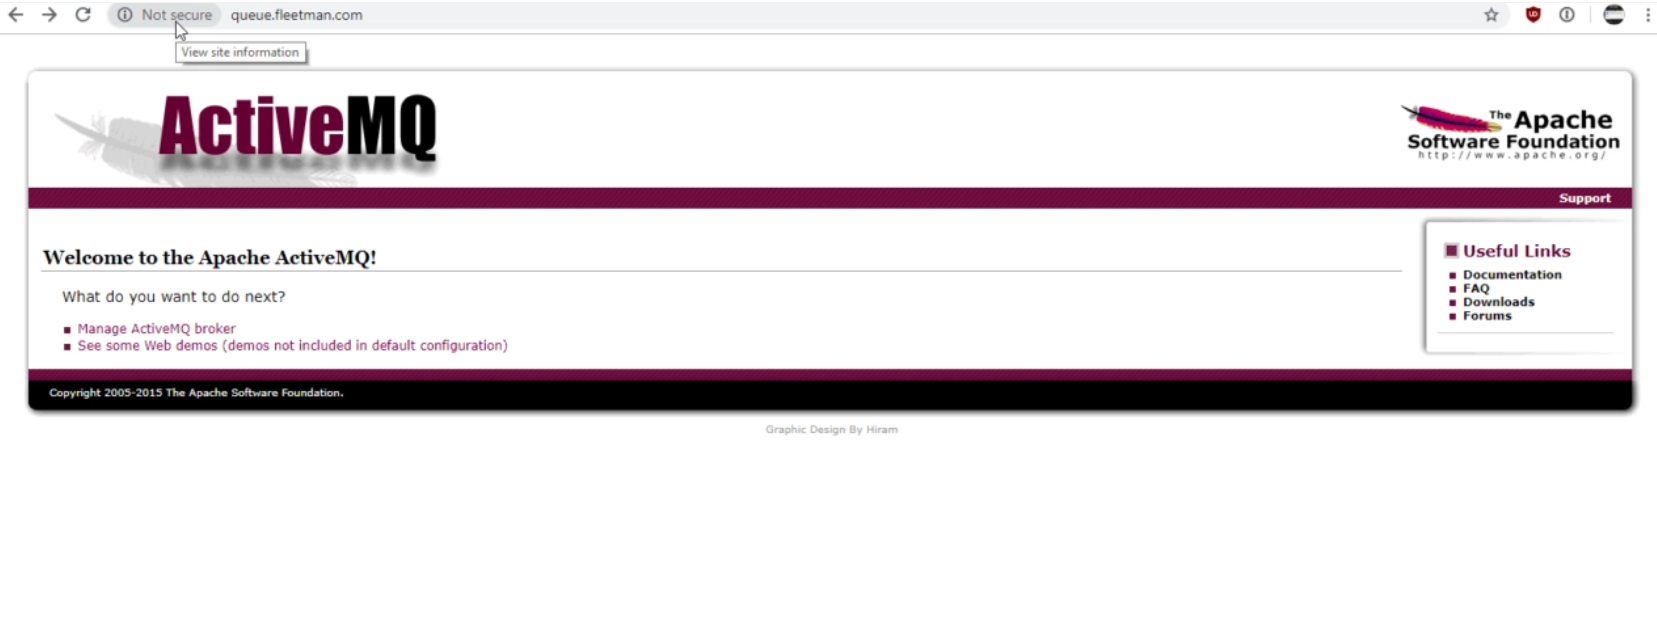 Not secure queue.fleetman.com
View site information
ActiveMQ
The Apache
Software Foundation
http://www.apache.org/
Support
Welcome to the Apache ActiveMQ!
What do you want to do next?
Manage ActiveMQ broker
See some Web demos (demos not included in default configuration)
Useful Links
Documentation
FAQ
Downloads
Forums
Copyright 2005-2015 The Apache Software Foundation.
Graphic Design By Hiram